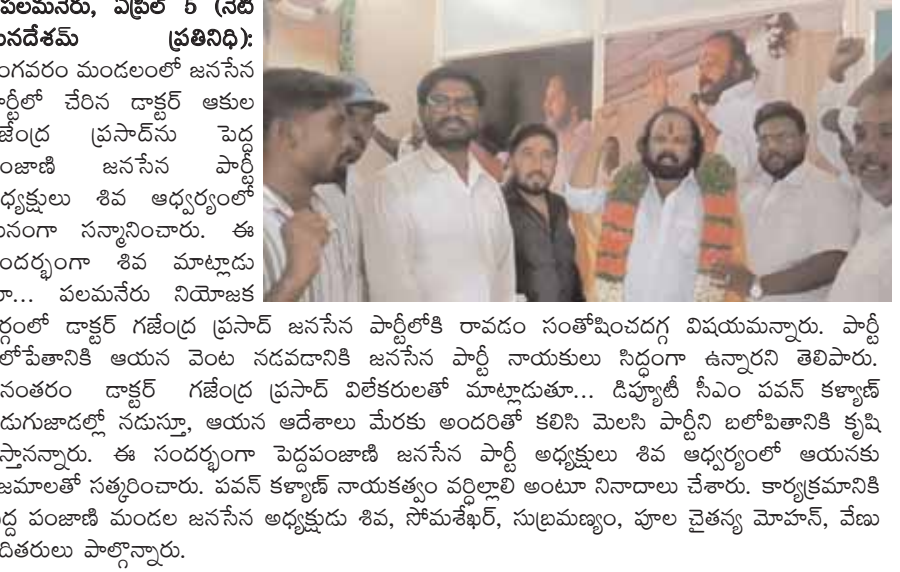 పలమనేరు, ఏప్రిల్ 5 (నేటి
మనదేశమ్ ప్రతినిధి):
ంగవరం మండలంలో జనసేన
ార్టీలో చేరిన డాక్టర్ ఆకుల
జేంద్ర ప్రసాద్‌ను పెద్ద
పంజాణి జనసేన పార్టీ
ధ్యక్షులు శివ ఆధ్వర్యంలో
నంగా సన్మానించారు. ఈ
ందర్భంగా శివ మాట్లాడు
ూ... పలమనేరు నియోజక
ర్గంలో డాక్టర్ గజేంద్ర ప్రసాద్ జనసేన పార్టీలోకి రావడం సంతోషించదగ్గ విషయమన్నారు. పార్టీ
లోపేతానికి ఆయన వెంట నడవడానికి జనసేన పార్టీ నాయకులు సిద్ధంగా ఉన్నారని తెలిపారు.
నంతరం డాక్టర్ గజేంద్ర ప్రసాద్ విలేకరులతో మాట్లాడుతూ... డిప్యూటీ సీఎం పవన్ కళ్యాణ్
డుగుజాడల్లో నడుస్తూ, ఆయన ఆదేశాలు మేరకు అందరితో కలిసి మెలసి పార్టీని బలోపితానికి కృషి
స్తానన్నారు. ఈ సందర్భంగా పెద్దపంజాణి జనసేన పార్టీ అధ్యక్షులు శివ ఆధ్వర్యంలో ఆయనకు
జమాలతో సత్కరించారు. పవన్ కళ్యాణ్ నాయకత్వం వర్ధిల్లాలి అంటూ నినాదాలు చేశారు. కార్యక్రమానికి
ద్ద పంజాణి మండల జనసేన అధ్యక్షుడు శివ, సోమశేఖర్, సుబ్రమణ్యం, పూల చైతన్య మోహన్, వేణు
దితరులు పాల్గొన్నారు.